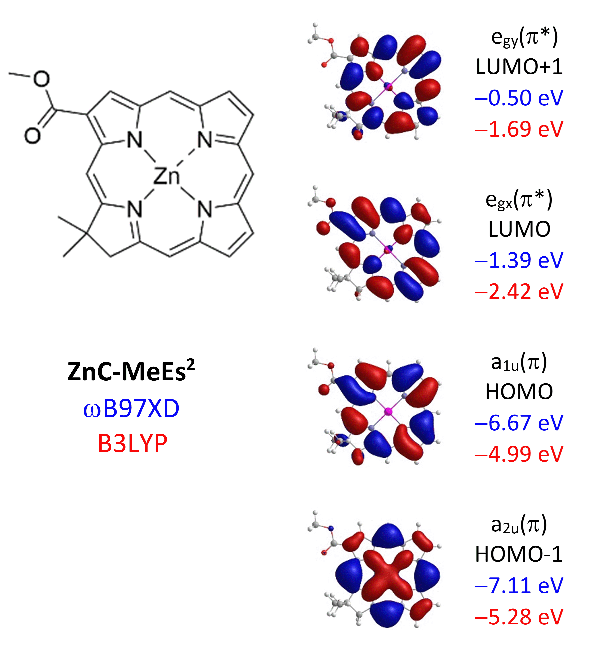 O
O
N
N
Zn
N
N
ZnC-MeEs²
ωB97XD
B3LYP
e_gy(π*)
LUMO+1
−0.50 eV
−1.69 eV
e_gx(π*)
LUMO
−1.39 eV
−2.42 eV
a_1u(π)
HOMO
−6.67 eV
−4.99 eV
a_2u(π)
HOMO-1
−7.11 eV
−5.28 eV